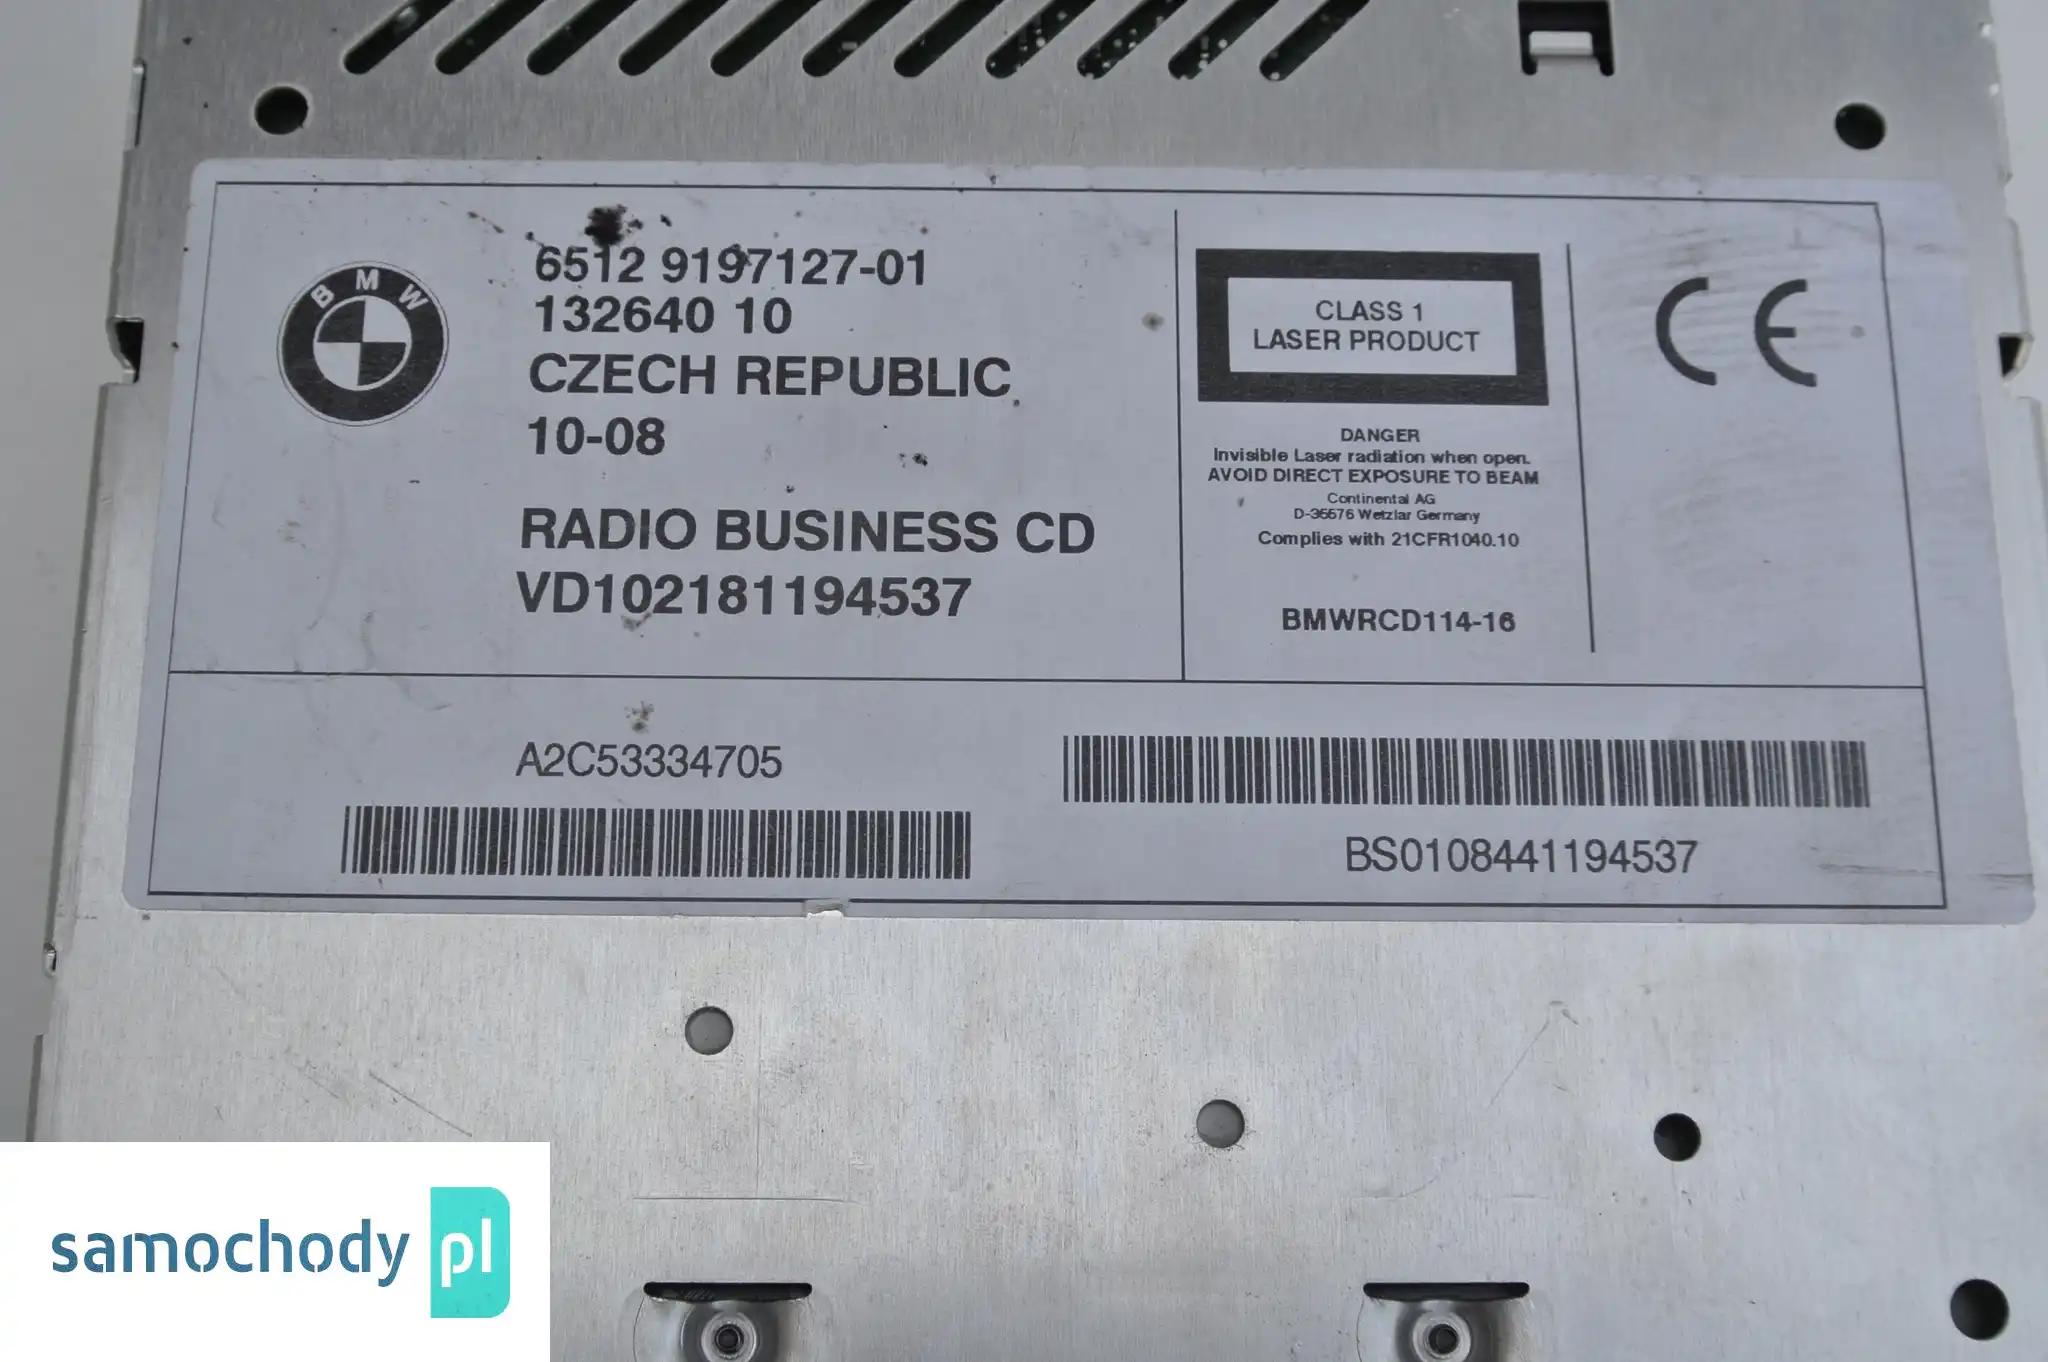 BMW
6512 9197127-01
132640 10
CZECH REPUBLIC
10-08
RADIO BUSINESS CD
VD102181194537
CLASS 1
LASER PRODUCT
DANGER
Invisible Laser radiation when open.
AVOID DIRECT EXPOSURE TO BEAM
Continental AG
D-35576 Wetzlar Germany
Complies with 21CFR1040.10
BMWRCD114-16
CE
A2C53334705
BS0108441194537
samochody pl